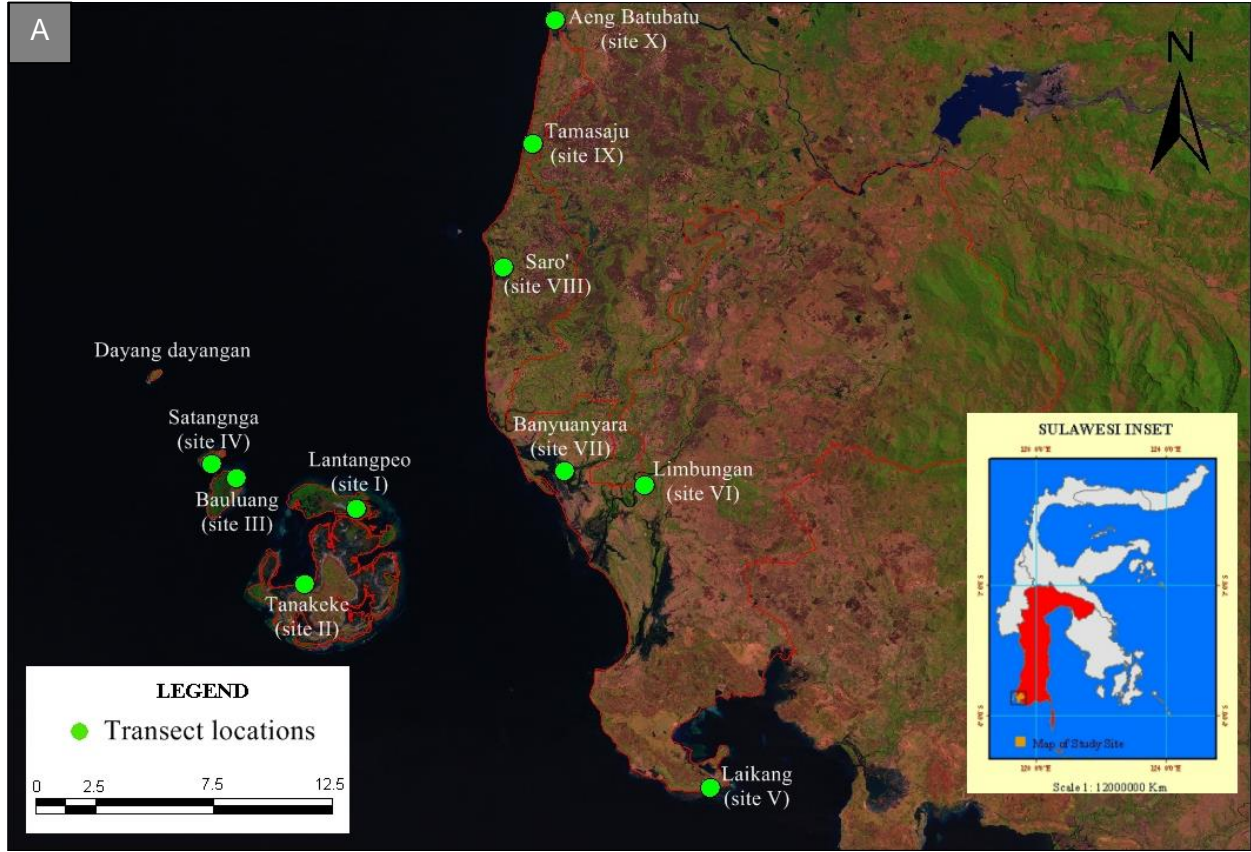 A
Aeng Batubatu
(site X)
N
Tamasaju
(site IX)
Saro'
(site VIII)
Dayang dayangan
Satangnga
(site IV)
Lantangpeo
(site I)
Bauluang
(site III)
Banyuanyara
(site VII)
Limbungan
(site VI)
Tanakeke
(site II)
Laikang
(site V)
LEGEND
Transect locations
0 2.5 7.5 12.5
SULAWESI INSET
Map of Study Site
Scale 1 : 12000000 Km